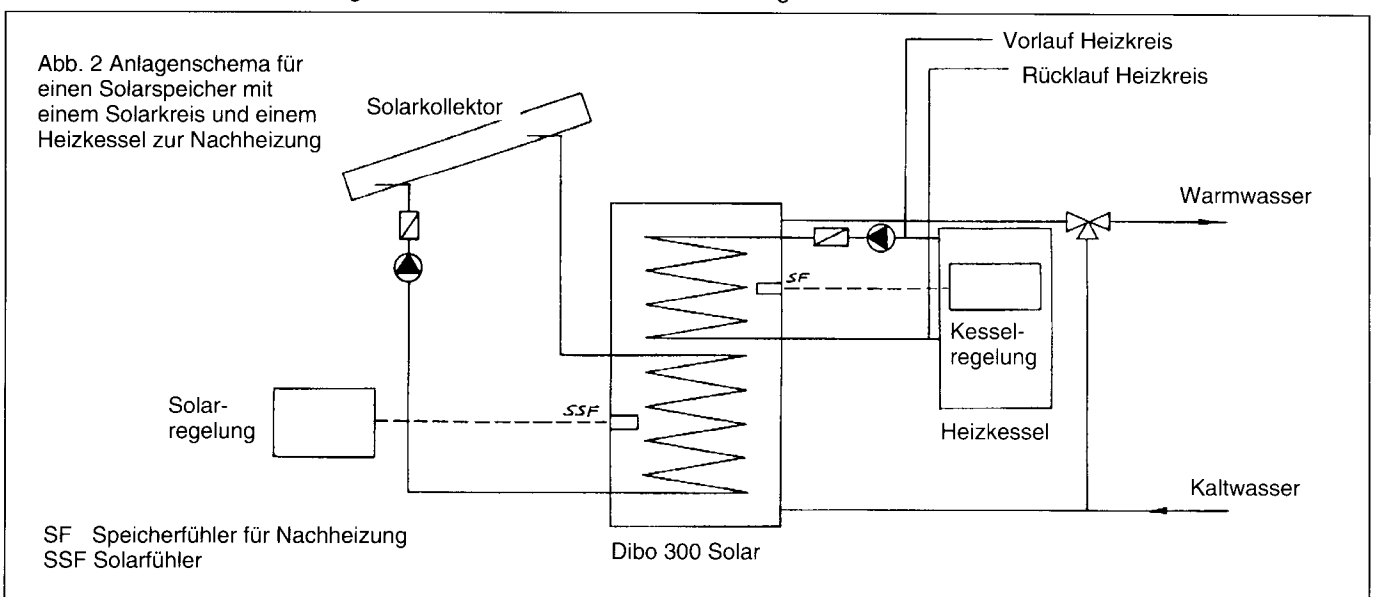 Abb. 2 Anlagenschema für
einen Solarspeicher mit
einem Solarkreis und einem
Heizkessel zur Nachheizung
Solarkollektor
Vorlauf Heizkreis
Rücklauf Heizkreis
Warmwasser
SF
Kessel-
regelung
Heizkessel
Solar-
regelung
SSF
Kaltwasser
SF Speicherfühler für Nachheizung
SSF Solarfühler
Dibo 300 Solar